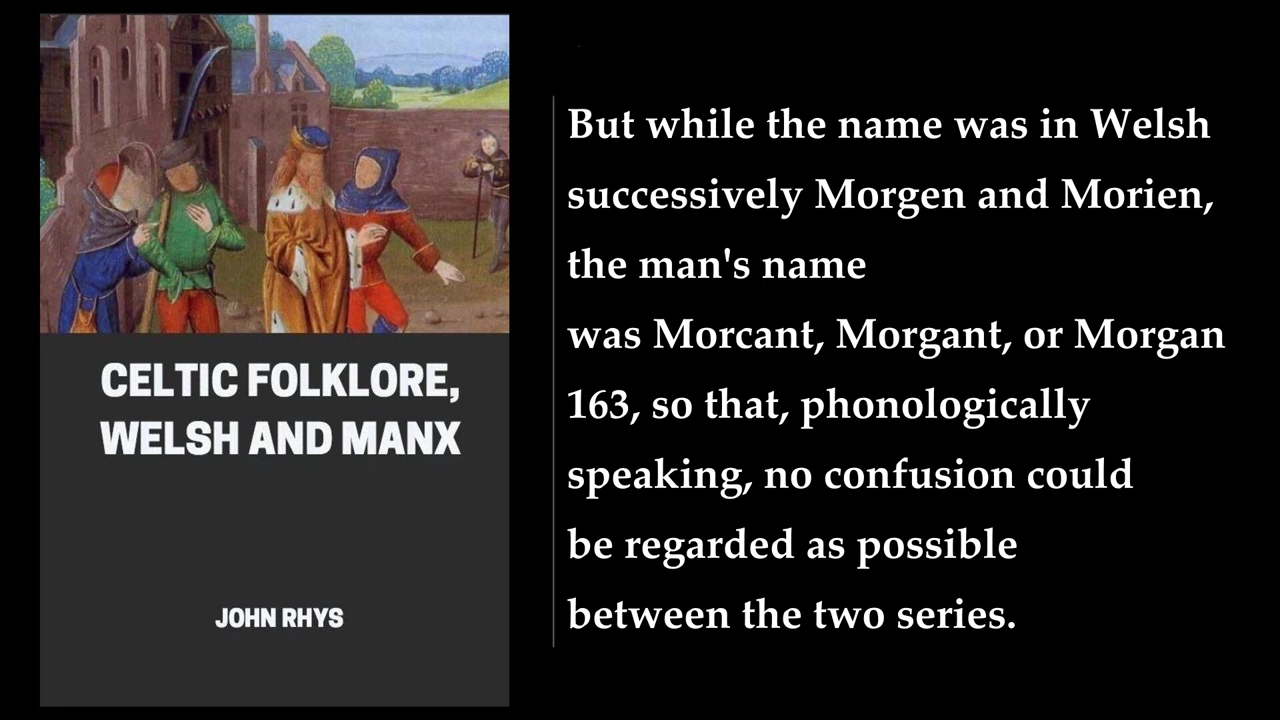 CELTIC FOLKLORE,
WELSH AND MANX
JOHN RHYS
But while the name was in Welsh
successively Morgen and Morien,
the man's name
was Morcant, Morgant, or Morgan
163, so that, phonologically
speaking, no confusion could
be regarded as possible
between the two series.